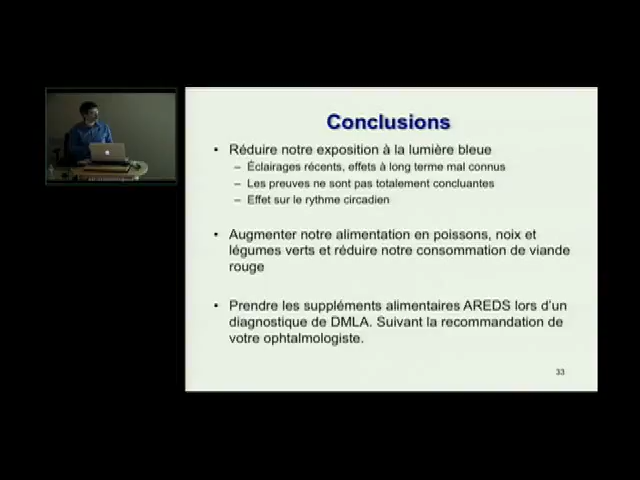 Conclusions
• Réduire notre exposition à la lumière bleue
– Éclairages récents, effets à long terme mal connus
– Les preuves ne sont pas totalement concluantes
– Effet sur le rythme circadien
• Augmenter notre alimentation en poissons, noix et
légumes verts et réduire notre consommation de viande
rouge
• Prendre les suppléments alimentaires AREDS lors d'un
diagnostique de DMLA. Suivant la recommandation de
votre ophtalmologiste.
33